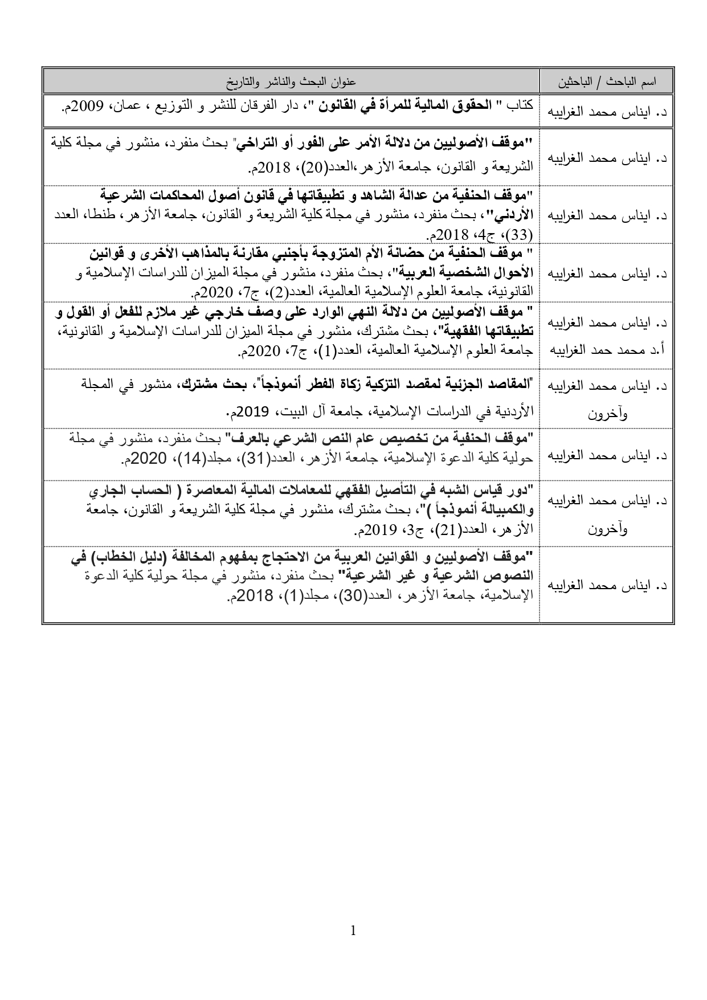 اسم الباحث / الباحثين
عنوان البحث والناشر والتاريخ
د. ايناس محمد الغرايبه
كتاب " الحقوق المالية للمرأة في القانون "، دار الفرقان للنشر و التوزيع ، عمان، 2009م.
د. ايناس محمد الغرايبه
"موقف الأصوليين من دلالة الأمر على الفور أو التراخي" بحث منفرد، منشور في مجلة كلية
الشريعة و القانون، جامعة الأزهر،العدد(20)، 2018م.
د. ايناس محمد الغرايبه
"موقف الحنفية من عدالة الشاهد و تطبيقاتها في قانون أصول المحاكمات الشرعية
الأردني"، بحث منفرد، منشور في مجلة كلية الشريعة و القانون، جامعة الأزهر، طنطا، العدد
(33)، ج4، 2018م.
د. ايناس محمد الغرايبه
" موقف الحنفية من حضانة الأم المتزوجة بأجنبي مقارنة بالمذاهب الأخرى و قوانين
الأحوال الشخصية العربية"، بحث منفرد، منشور في مجلة الميزان للدراسات الإسلامية و
القانونية، جامعة العلوم الإسلامية العالمية، العدد(2)، ج7، 2020م.
د. ايناس محمد الغرايبه
أ.د محمد حمد الغرايبه
" موقف الأصوليين من دلالة النهي الوارد على وصف خارجي غير ملازم للفعل أو القول و
تطبيقاتها الفقهية"، بحث مشترك، منشور في مجلة الميزان للدراسات الإسلامية و القانونية،
جامعة العلوم الإسلامية العالمية، العدد(1)، ج7، 2020م.
د. ايناس محمد الغرايبه
وآخرون
"المقاصد الجزئية لمقصد التزكية زكاة الفطر أنموذجاً"، بحث مشترك، منشور في المجلة
الأردنية في الدراسات الإسلامية، جامعة آل البيت، 2019م.
د. ايناس محمد الغرايبه
"موقف الحنفية من تخصيص عام النص الشرعي بالعرف" بحث منفرد، منشور في مجلة
حولية كلية الدعوة الإسلامية، جامعة الأزهر، العدد(31)، مجلد(14)، 2020م.
د. ايناس محمد الغرايبه
وآخرون
"دور قياس الشبه في التأصيل الفقهي للمعاملات المالية المعاصرة ( الحساب الجاري
والكمبيالة أنموذجاً )"، بحث مشترك، منشور في مجلة كلية الشريعة و القانون، جامعة
الأزهر، العدد(21)، ج3، 2019م.
د. ايناس محمد الغرايبه
"موقف الأصوليين و القوانين العربية من الاحتجاج بمفهوم المخالفة (دليل الخطاب) في
النصوص الشرعية و غير الشرعية" بحث منفرد، منشور في مجلة حولية كلية الدعوة
الإسلامية، جامعة الأزهر، العدد(30)، مجلد(1)، 2018م.
1